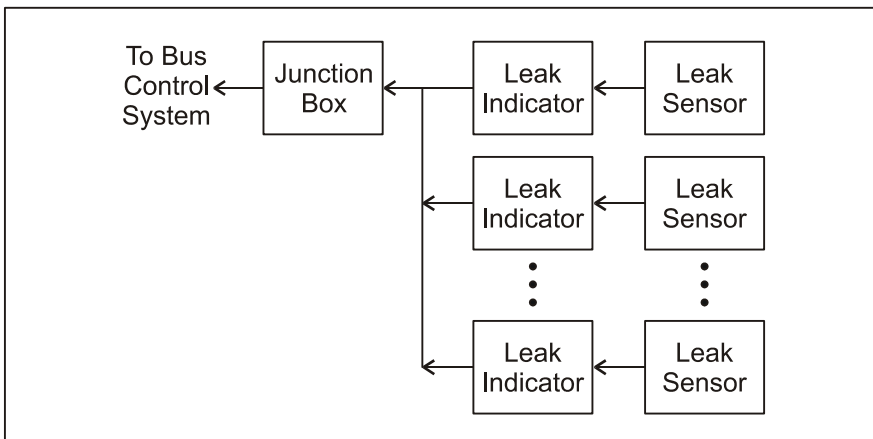 To Bus
Control
System
Junction
Box
Leak
Indicator
Leak
Sensor
Leak
Indicator
Leak
Sensor
Leak
Indicator
Leak
Sensor